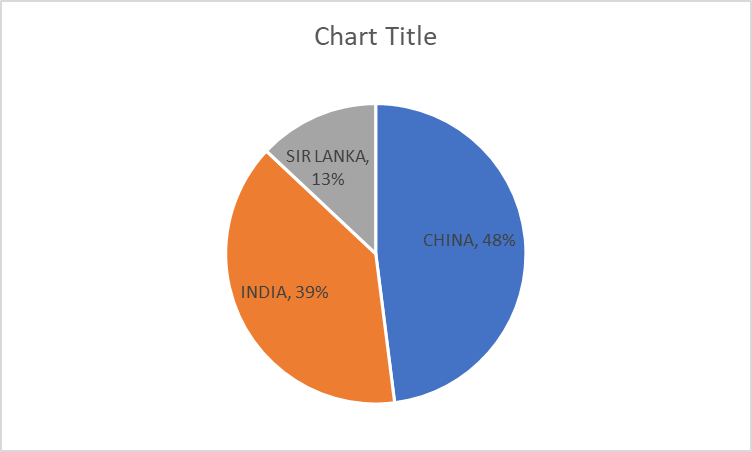 Chart Title
SIR LANKA,
13%
CHINA, 48%
INDIA, 39%